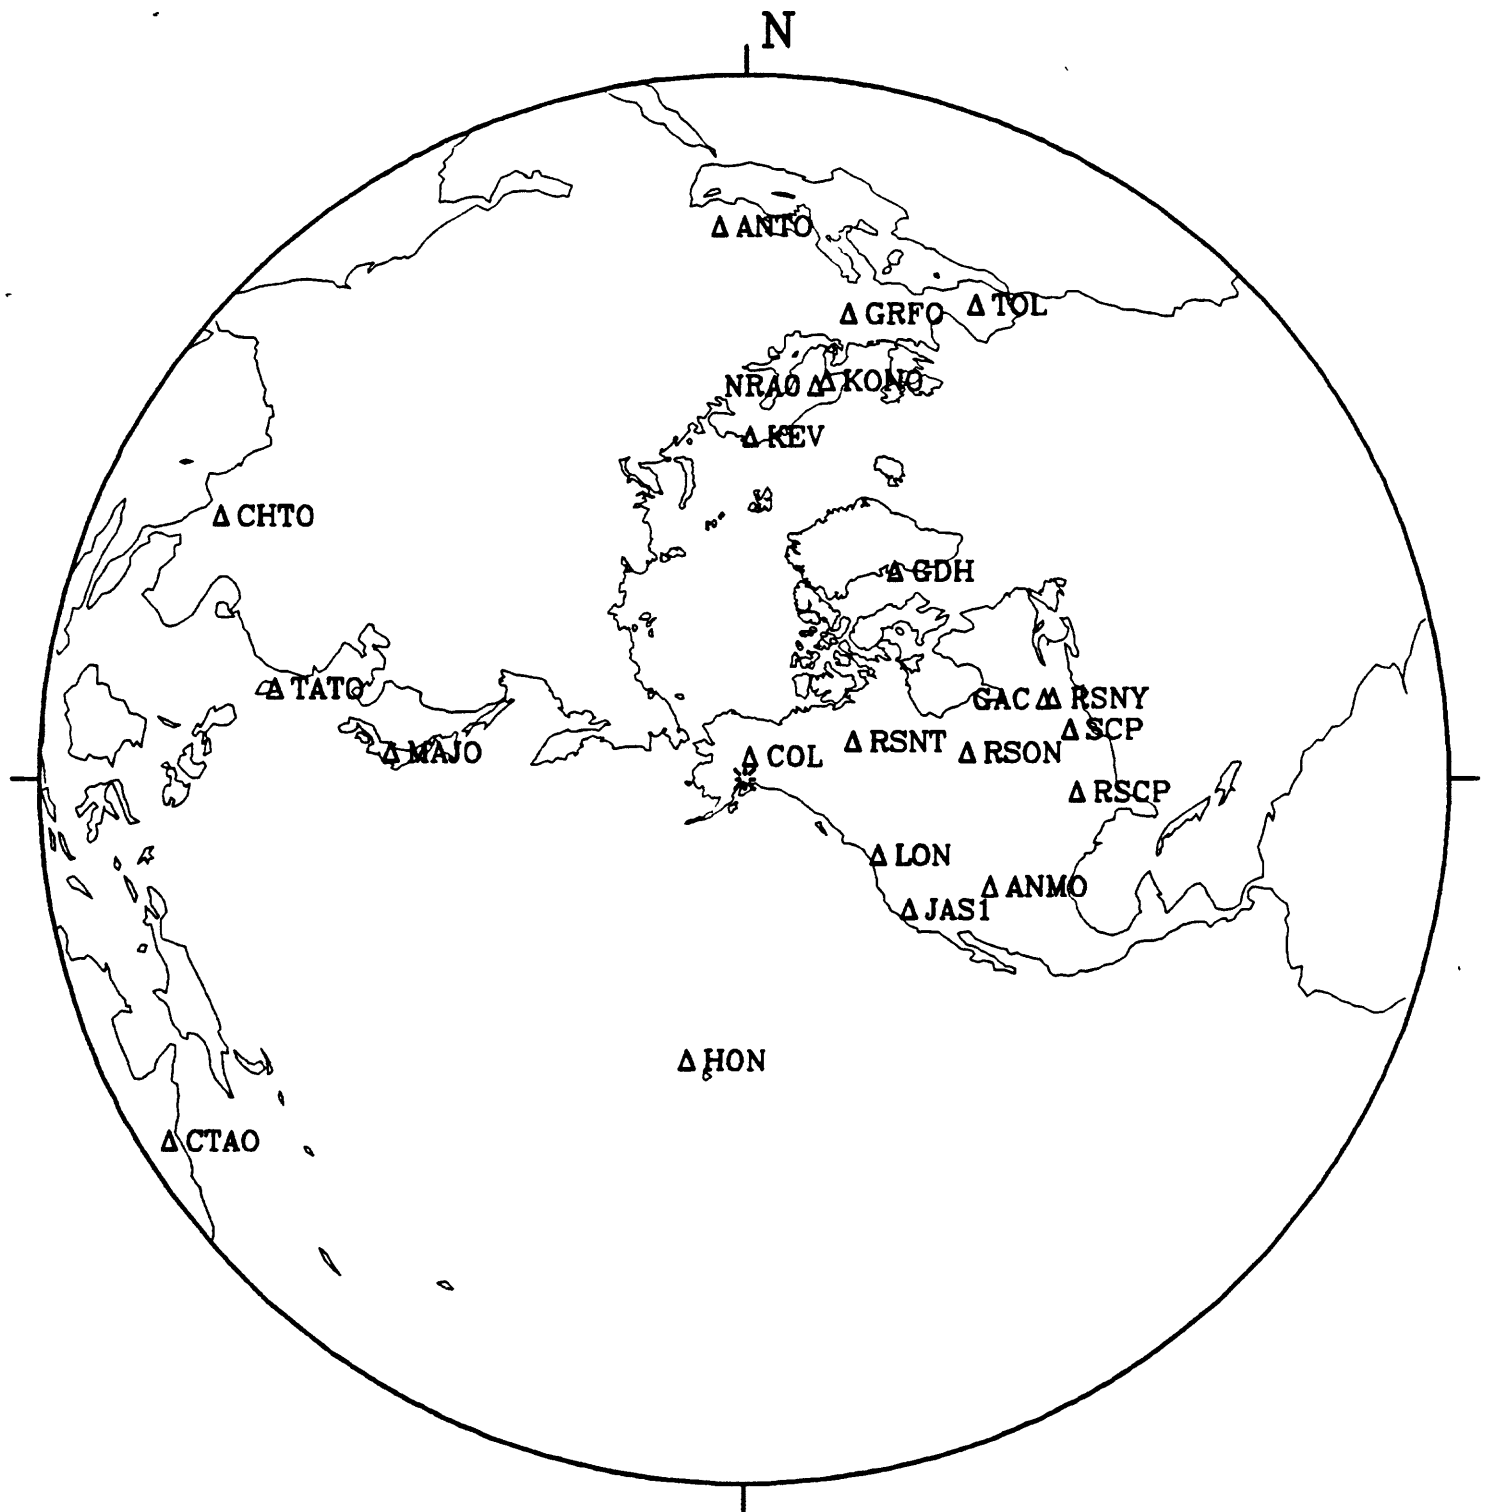 N
Δ ANTO
Δ GRFO
Δ TOL
NRA0 Δ
Δ KONO
Δ KEV
Δ CHTO
Δ GDH
Δ TATO
GAC Δ
Δ RSNY
Δ SCP
Δ MAJO
Δ COL
Δ RSNT
Δ RSON
Δ RSCP
Δ LON
Δ ANMO
Δ JAS1
Δ HON
Δ CTAO